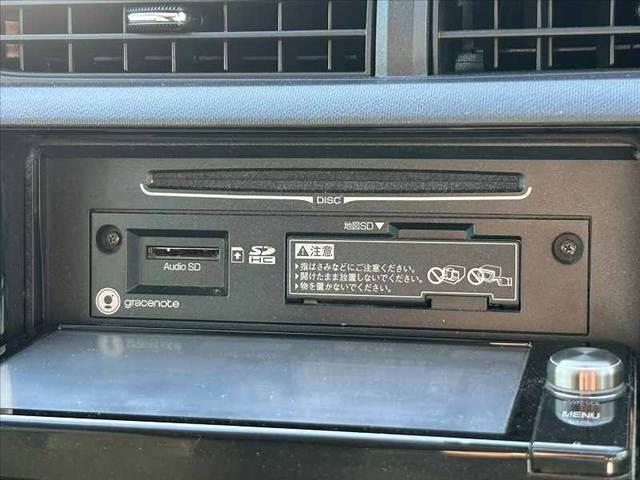 DISC
地図SD▼
Audio SD
SD
HC
⚠注意
▶指はさみなどにご注意ください。
▶開けたまま放置しないでください。
▶物を置かないでください。
gracenote
MENU